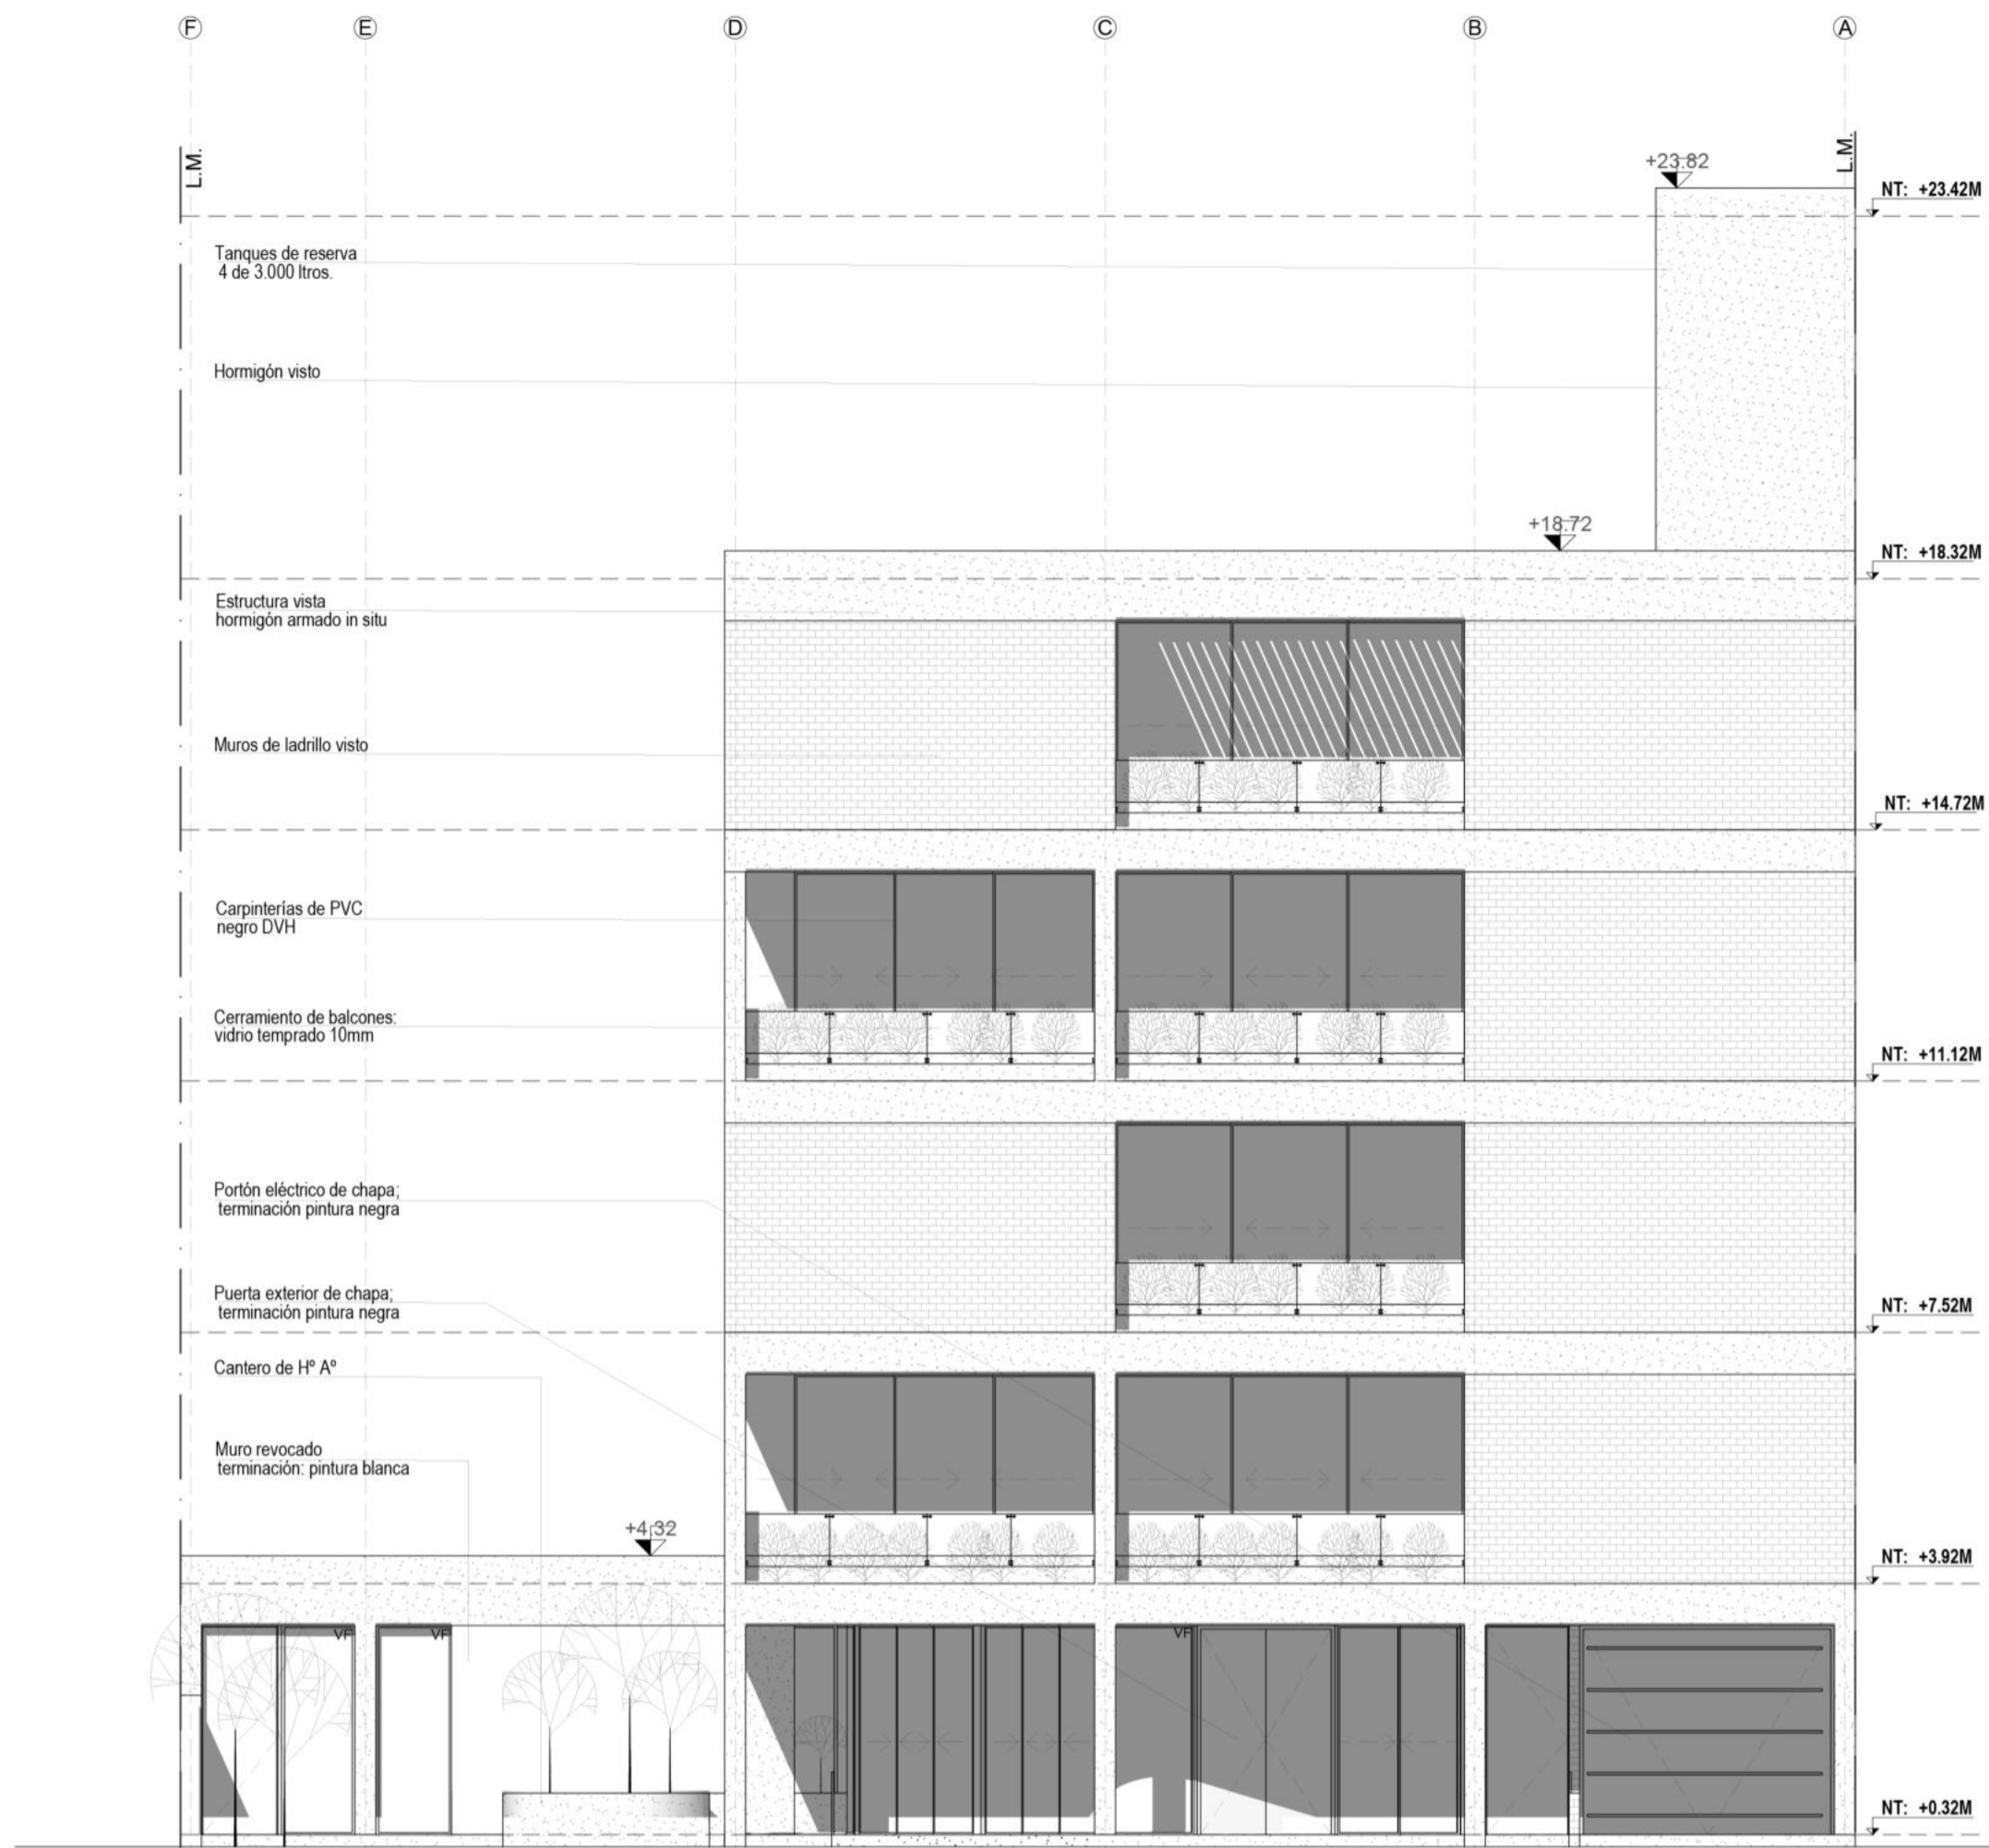 F E D C B A
L.M.
L.M.
+23.82
NT: +23.42M
Tanques de reserva
4 de 3.000 ltros.
Hormigón visto
+18.72
NT: +18.32M
Estructura vista
hormigón armado in situ
Muros de ladrillo visto
NT: +14.72M
Carpinterías de PVC
negro DVH
Cerramiento de balcones:
vidrio temprado 10mm
NT: +11.12M
Portón eléctrico de chapa;
terminación pintura negra
Puerta exterior de chapa;
terminación pintura negra
NT: +7.52M
Cantero de Hº Aº
Muro revocado
terminación: pintura blanca
+4.32
NT: +3.92M
VF
VF
VF
NT: +0.32M